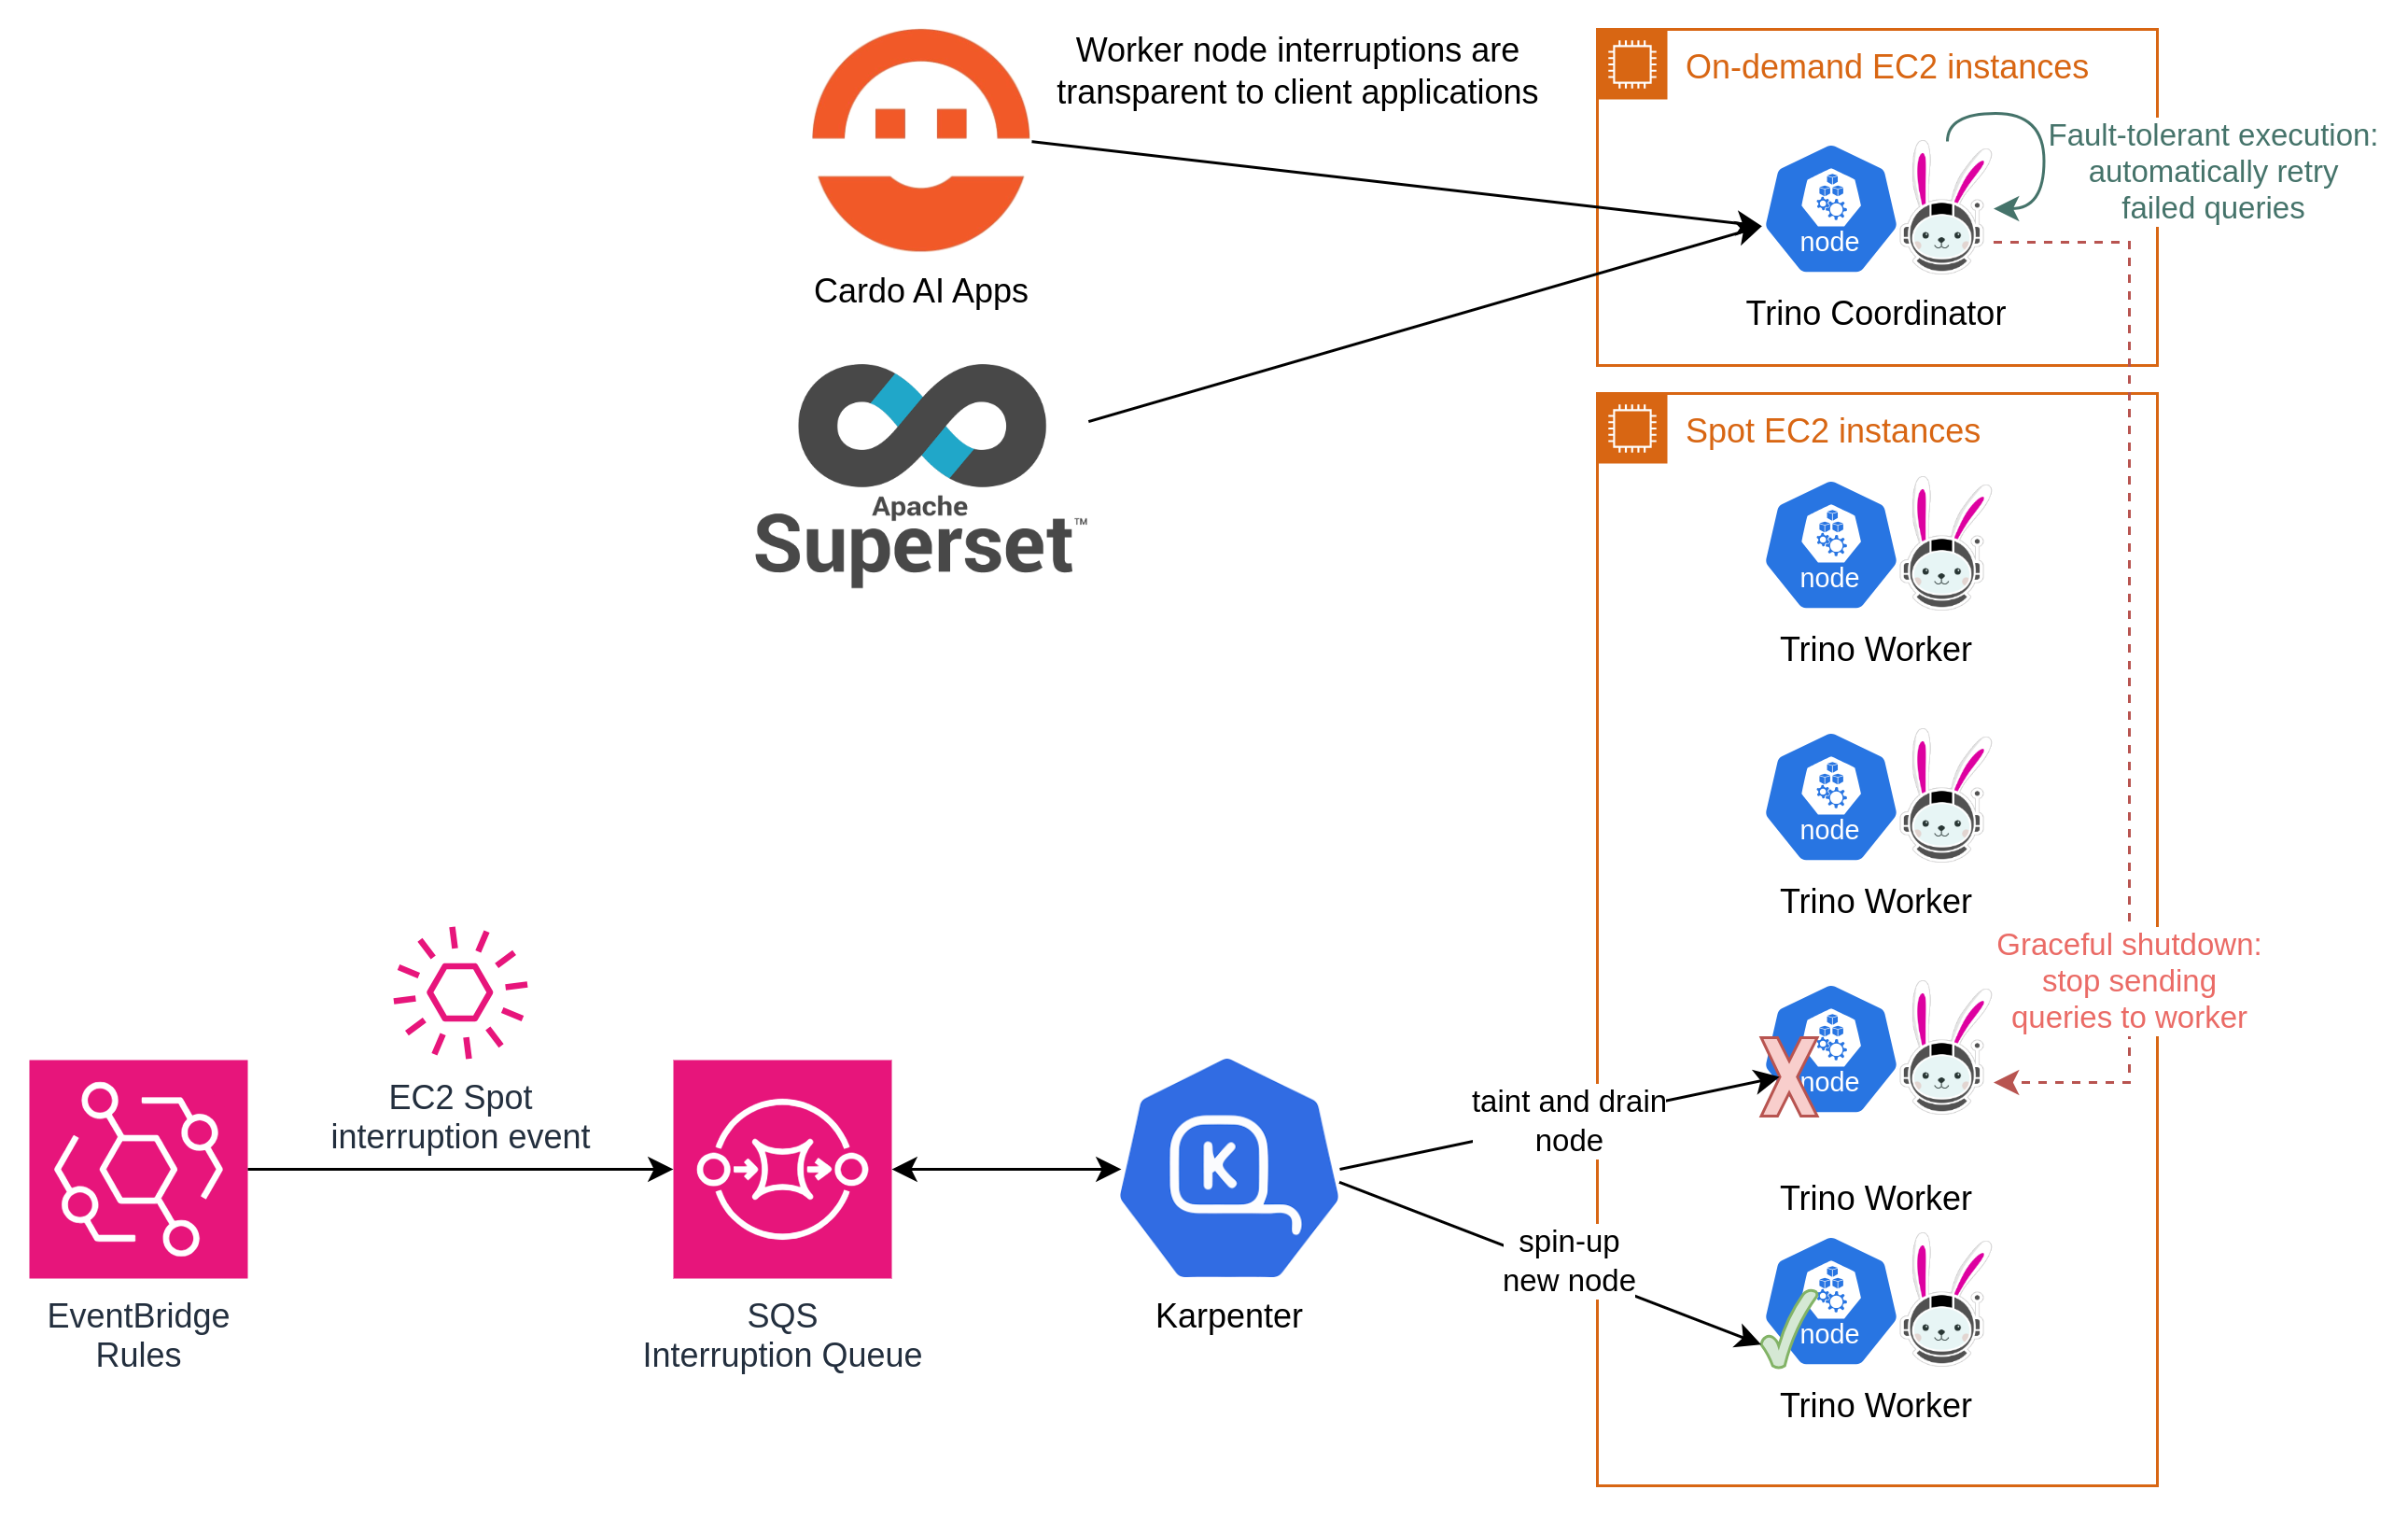 Worker node interruptions are
transparent to client applications
Cardo AI Apps
Apache
Superset™
On-demand EC2 instances
node
Trino Coordinator
Fault-tolerant execution:
automatically retry
failed queries
Spot EC2 instances
node
Trino Worker
node
Trino Worker
Graceful shutdown:
stop sending
queries to worker
X
node
Trino Worker
node
Trino Worker
EC2 Spot
interruption event
EventBridge
Rules
SQS
Interruption Queue
K
Karpenter
taint and drain
node
spin-up
new node